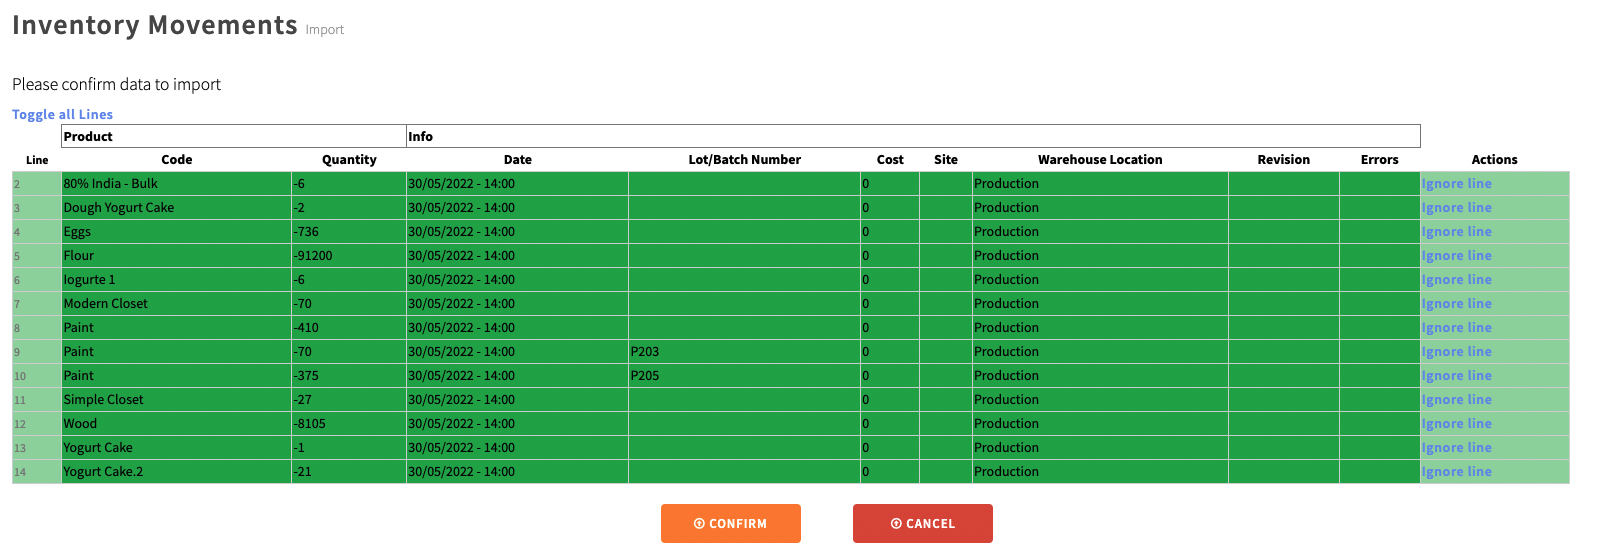 Inventory Movements Import
Please confirm data to import
Toggle all Lines
Product Info
Line Code Quantity Date Lot/Batch Number Cost Site Warehouse Location Revision Errors Actions
2 80% India - Bulk -6 30/05/2022 - 14:00 0 Production Ignore line
3 Dough Yogurt Cake -2 30/05/2022 - 14:00 0 Production Ignore line
4 Eggs -736 30/05/2022 - 14:00 0 Production Ignore line
5 Flour -91200 30/05/2022 - 14:00 0 Production Ignore line
6 Iogurte 1 -6 30/05/2022 - 14:00 0 Production Ignore line
7 Modern Closet -70 30/05/2022 - 14:00 0 Production Ignore line
8 Paint -410 30/05/2022 - 14:00 0 Production Ignore line
9 Paint -70 30/05/2022 - 14:00 P203 0 Production Ignore line
10 Paint -375 30/05/2022 - 14:00 P205 0 Production Ignore line
11 Simple Closet -27 30/05/2022 - 14:00 0 Production Ignore line
12 Wood -8105 30/05/2022 - 14:00 0 Production Ignore line
13 Yogurt Cake -1 30/05/2022 - 14:00 0 Production Ignore line
14 Yogurt Cake.2 -21 30/05/2022 - 14:00 0 Production Ignore line
CONFIRM CANCEL